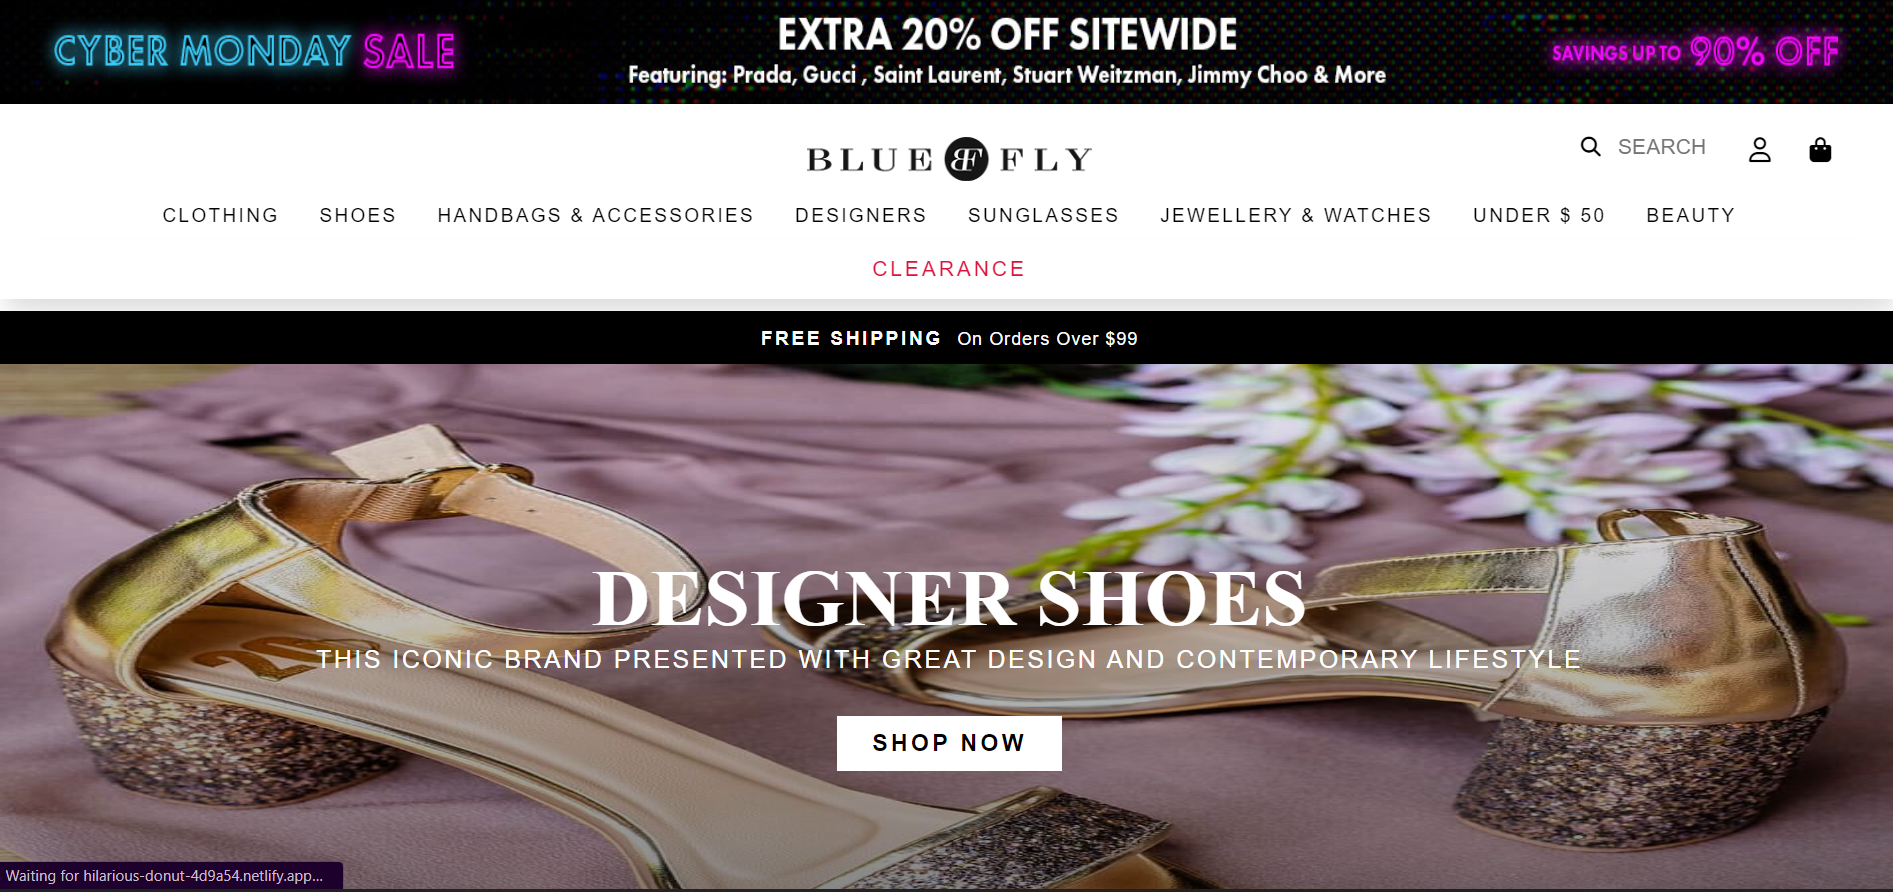 CYBER MONDAY SALE
EXTRA 20% OFF SITEWIDE
Featuring: Prada, Gucci , Saint Laurent, Stuart Weitzman, Jimmy Choo & More
SAVINGS UP TO 90% OFF
BLUE BF FLY
SEARCH
CLOTHING SHOES HANDBAGS & ACCESSORIES DESIGNERS SUNGLASSES JEWELLERY & WATCHES UNDER $ 50 BEAUTY
CLEARANCE
FREE SHIPPING On Orders Over $99
DESIGNER SHOES
THIS ICONIC BRAND PRESENTED WITH GREAT DESIGN AND CONTEMPORARY LIFESTYLE
SHOP NOW
Waiting for hilarious-donut-4d9a54.netlify.app...